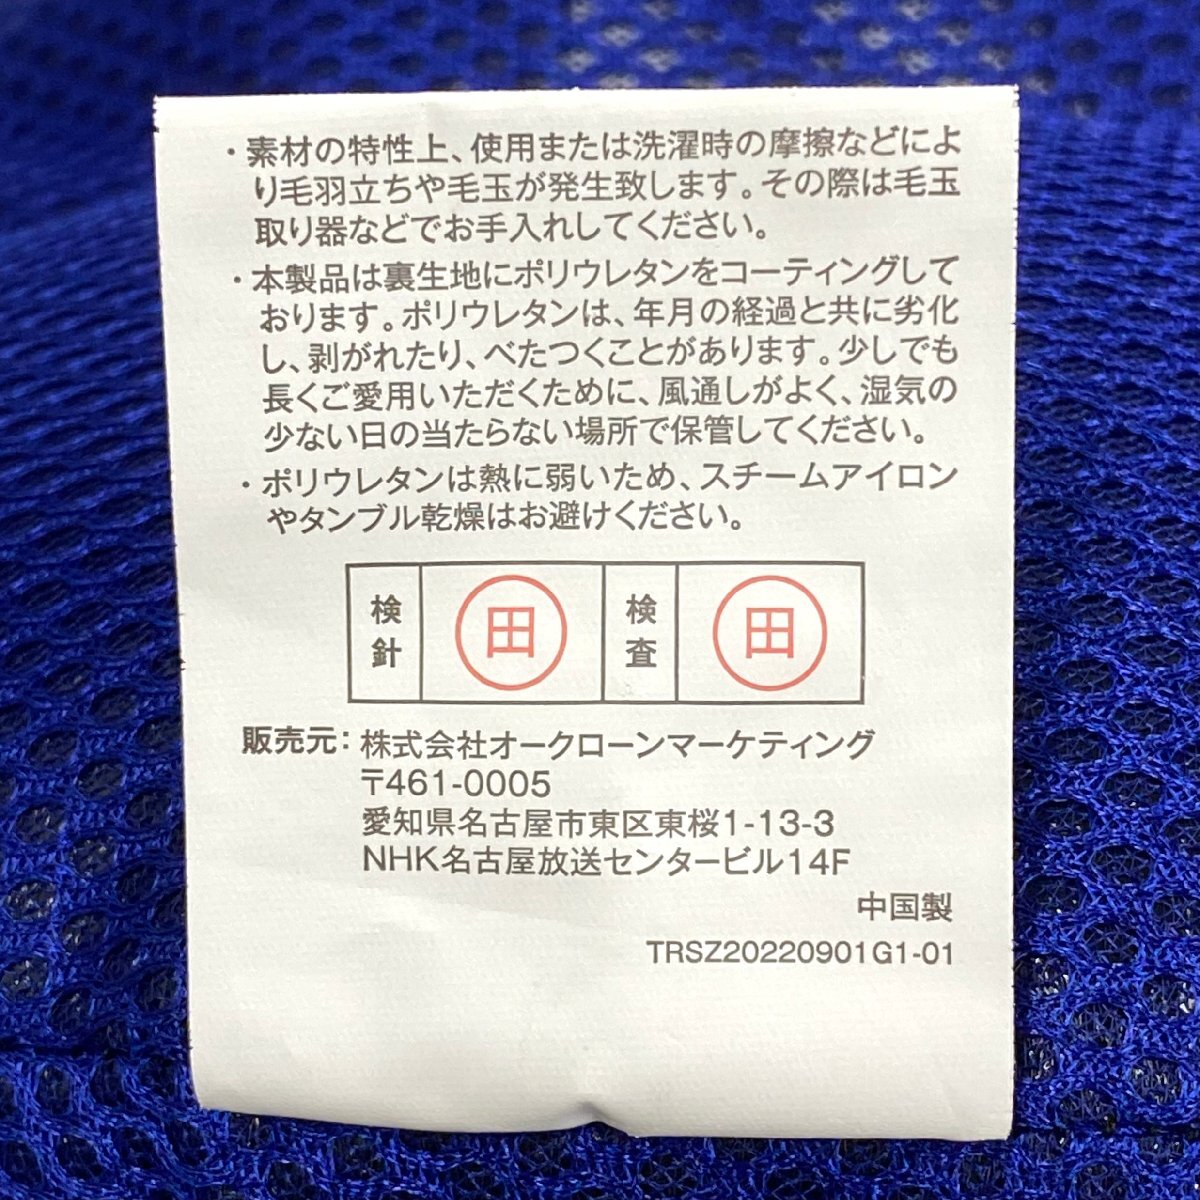 ・素材の特性上、使用または洗濯時の摩擦などによ
り毛羽立ちや毛玉が発生致します。その際は毛玉
取り器などでお手入れしてください。
・本製品は裏生地にポリウレタンをコーティングして
おります。ポリウレタンは、年月の経過と共に劣化
し、剥がれたり、べたつくことがあります。少しでも
長くご愛用いただくために、風通しがよく、湿気の
少ない日の当たらない場所で保管してください。
・ポリウレタンは熱に弱いため、スチームアイロン
やタンブル乾燥はお避けください。
検針 田 検査 田
販売元：株式会社オークローンマーケティング
〒461-0005
愛知県名古屋市東区東桜1-13-3
NHK名古屋放送センタービル14F
中国製
TRSZ20220901G1-01